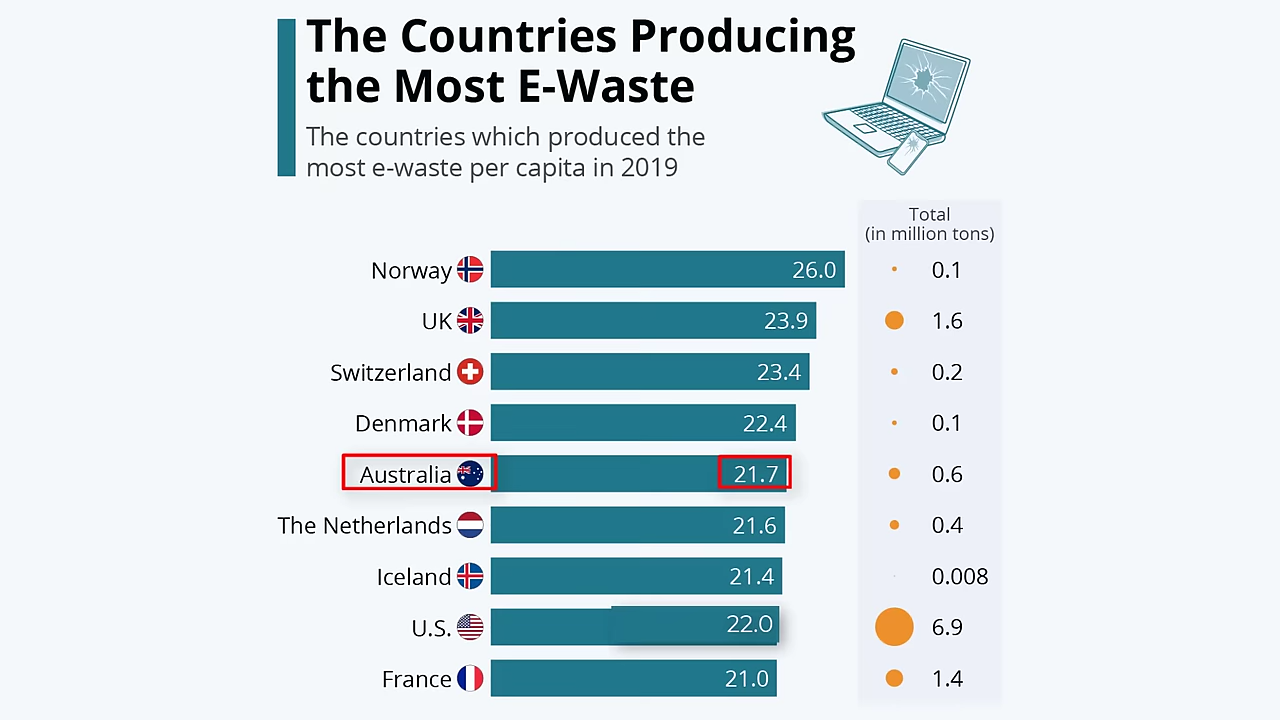 The Countries Producing
the Most E-Waste
The countries which produced the
most e-waste per capita in 2019
Total
(in million tons)
Norway 26.0 0.1
UK 23.9 1.6
Switzerland 23.4 0.2
Denmark 22.4 0.1
Australia 21.7 0.6
The Netherlands 21.6 0.4
Iceland 21.4 0.008
U.S. 22.0 6.9
France 21.0 1.4